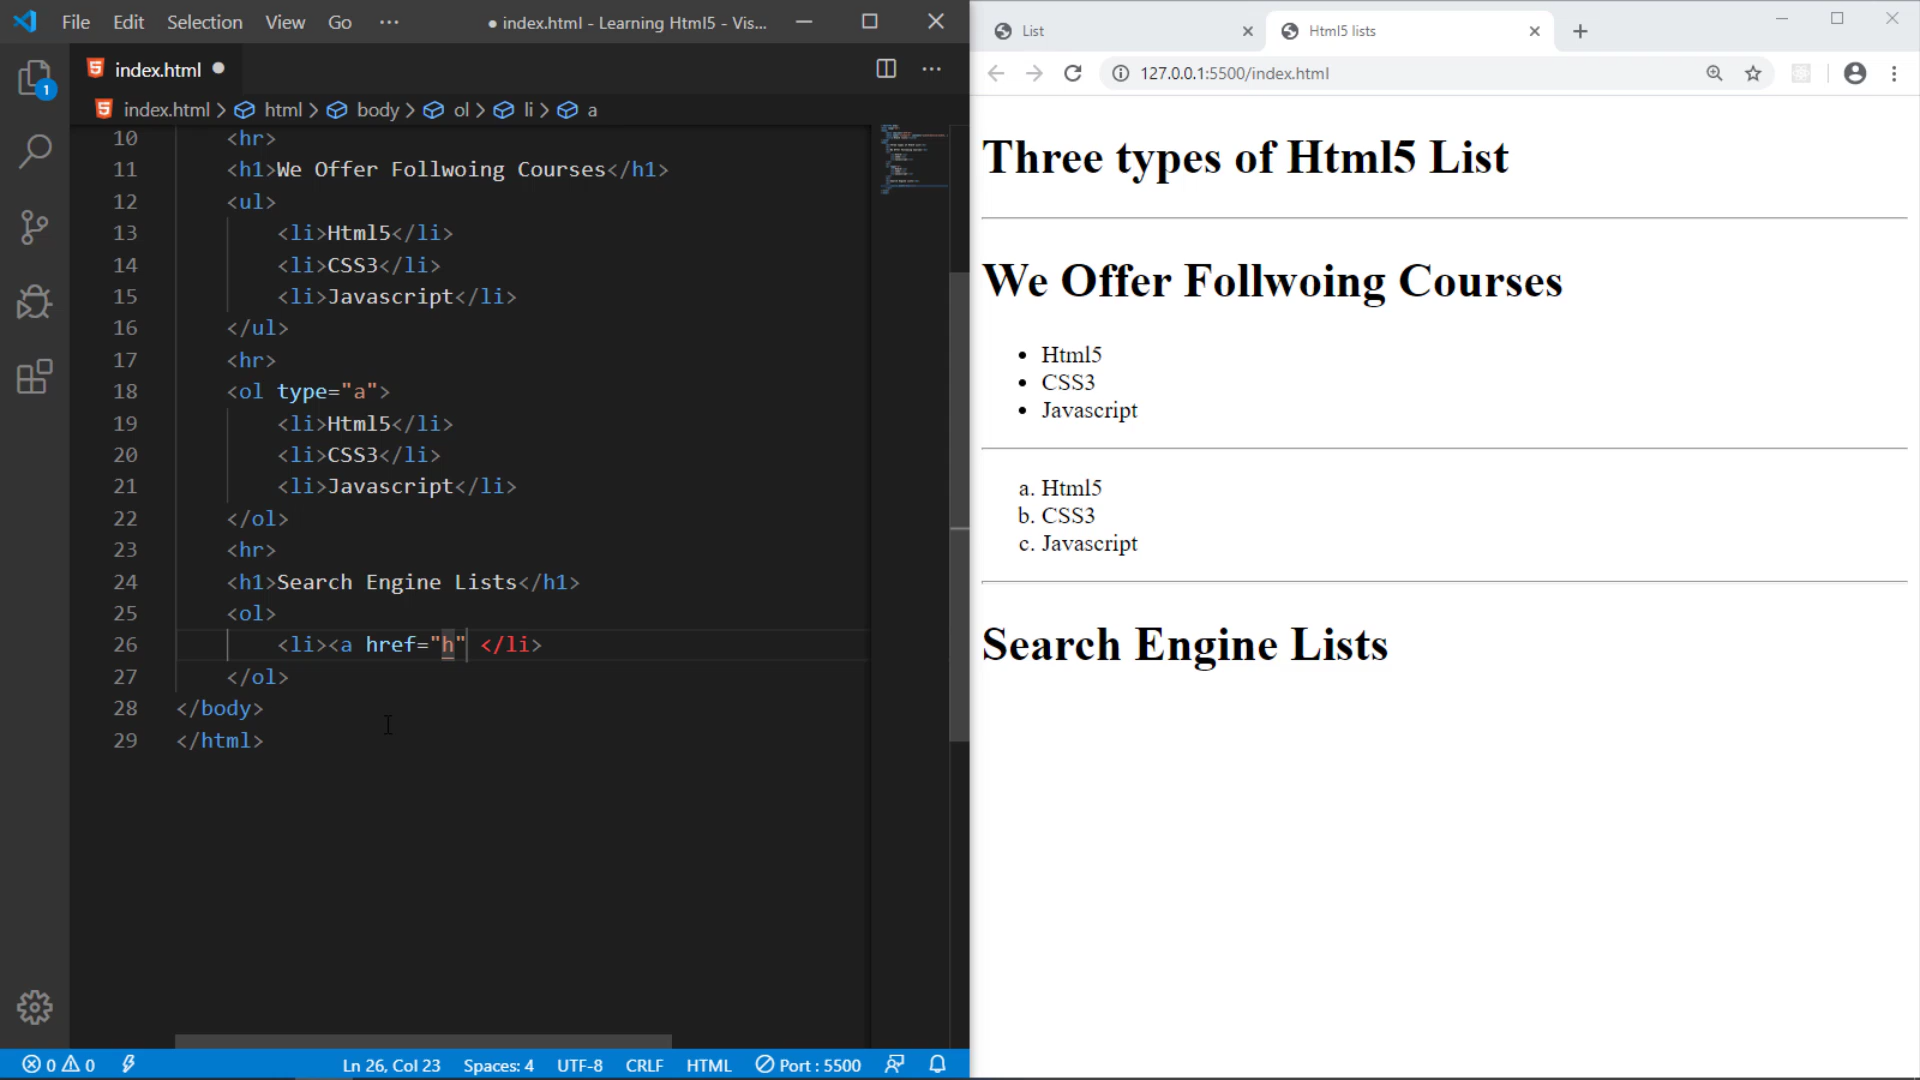 File Edit Selection View Go ··· ● index.html - Learning Html5 - Vis...
index.html ●
index.html > html > body > ol > li > a
1
10 <hr>
11 <h1>We Offer Follwoing Courses</h1>
12 <ul>
13 <li>Html5</li>
14 <li>CSS3</li>
15 <li>Javascript</li>
16 </ul>
17 <hr>
18 <ol type="a">
19 <li>Html5</li>
20 <li>CSS3</li>
21 <li>Javascript</li>
22 </ol>
23 <hr>
24 <h1>Search Engine Lists</h1>
25 <ol>
26 <li><a href="h" </li>
27 </ol>
28 </body>
29 </html>
0 0 Ln 26, Col 23 Spaces: 4 UTF-8 CRLF HTML Port : 5500
List Html5 lists
127.0.0.1:5500/index.html
Three types of Html5 List
We Offer Follwoing Courses
• Html5
• CSS3
• Javascript
a. Html5
b. CSS3
c. Javascript
Search Engine Lists